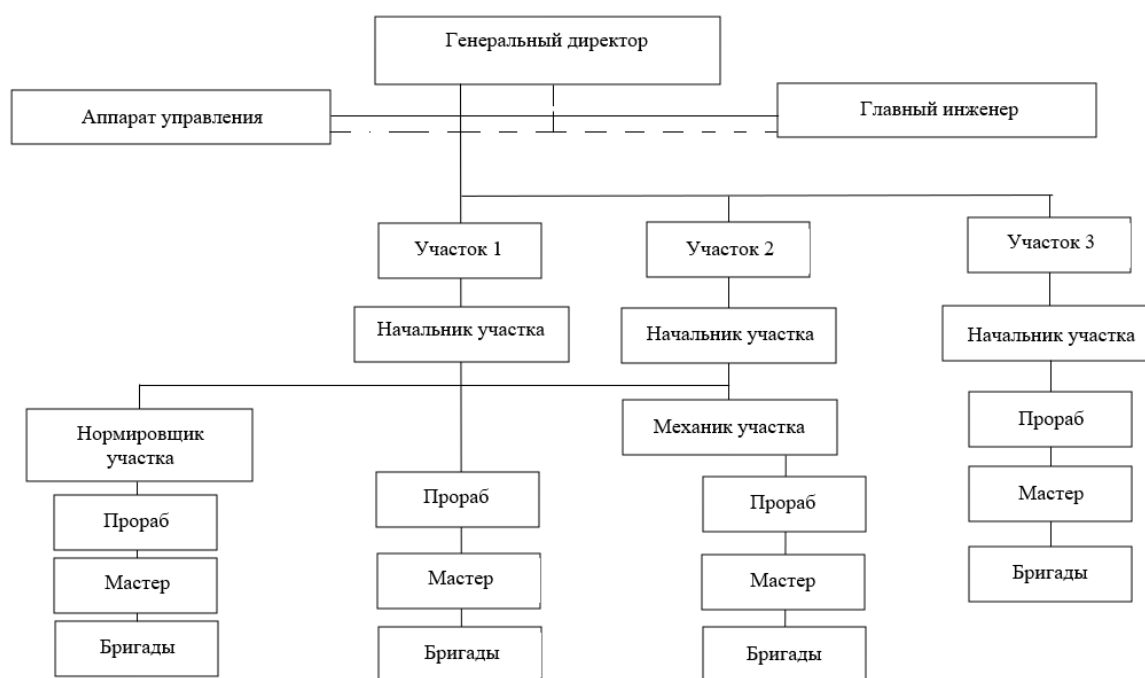 Генеральный директор
Аппарат управления
Главный инженер
Участок 1
Участок 2
Участок 3
Начальник участка
Начальник участка
Начальник участка
Нормировщик
участка
Механик участка
Прораб
Прораб
Прораб
Прораб
Мастер
Мастер
Мастер
Мастер
Бригады
Бригады
Бригады
Бригады